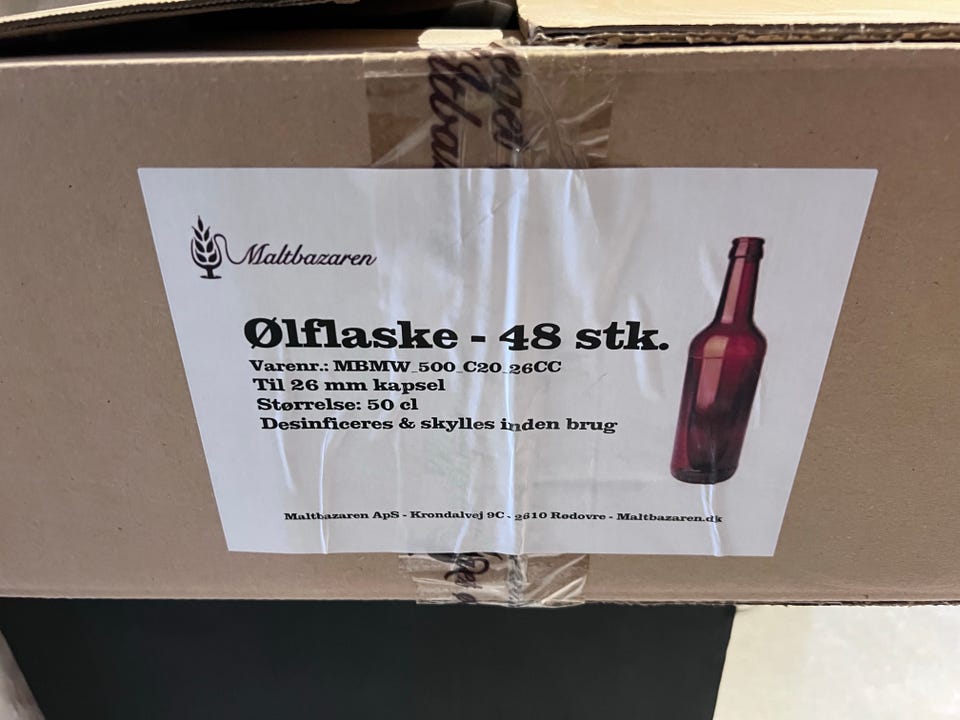 Maltbazaren
Ølflaske - 48 stk.
Varenr.: MBMW_500_C20_26CC
Til 26 mm kapsel
Størrelse: 50 cl
Desinficeres & skylles inden brug
Maltbazaren ApS - Krondalvej 9C - 2610 Rødovre - Maltbazaren.dk